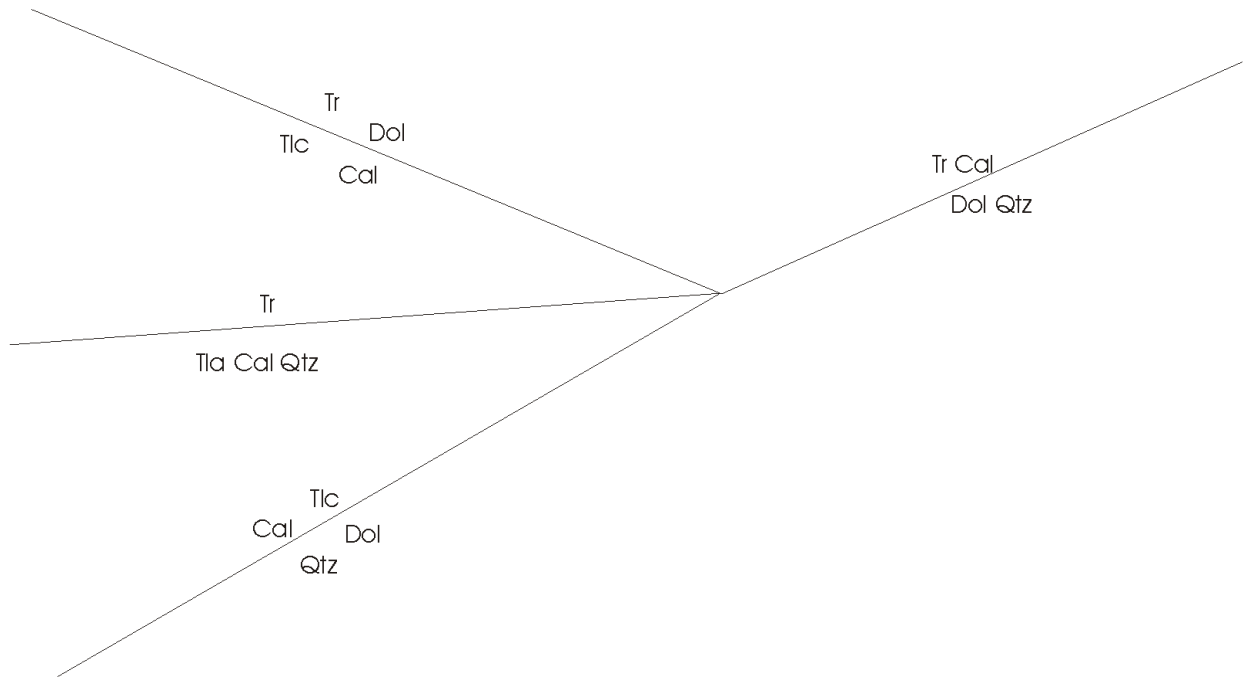 Tr
Dol
Tlc
Cal
Tr Cal
Dol Qtz
Tr
Tla Cal Qtz
Tlc
Cal
Dol
Qtz